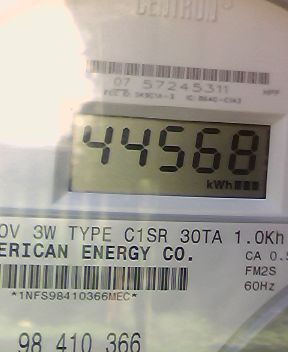 CENTRON®
07 57245311
44568
kWh
0V 3W TYPE C1SR 30TA 1.0Kh
ERICAN ENERGY CO. CA 0.5
FM2S
*1NFS98410366MEC* 60Hz
98 410 366